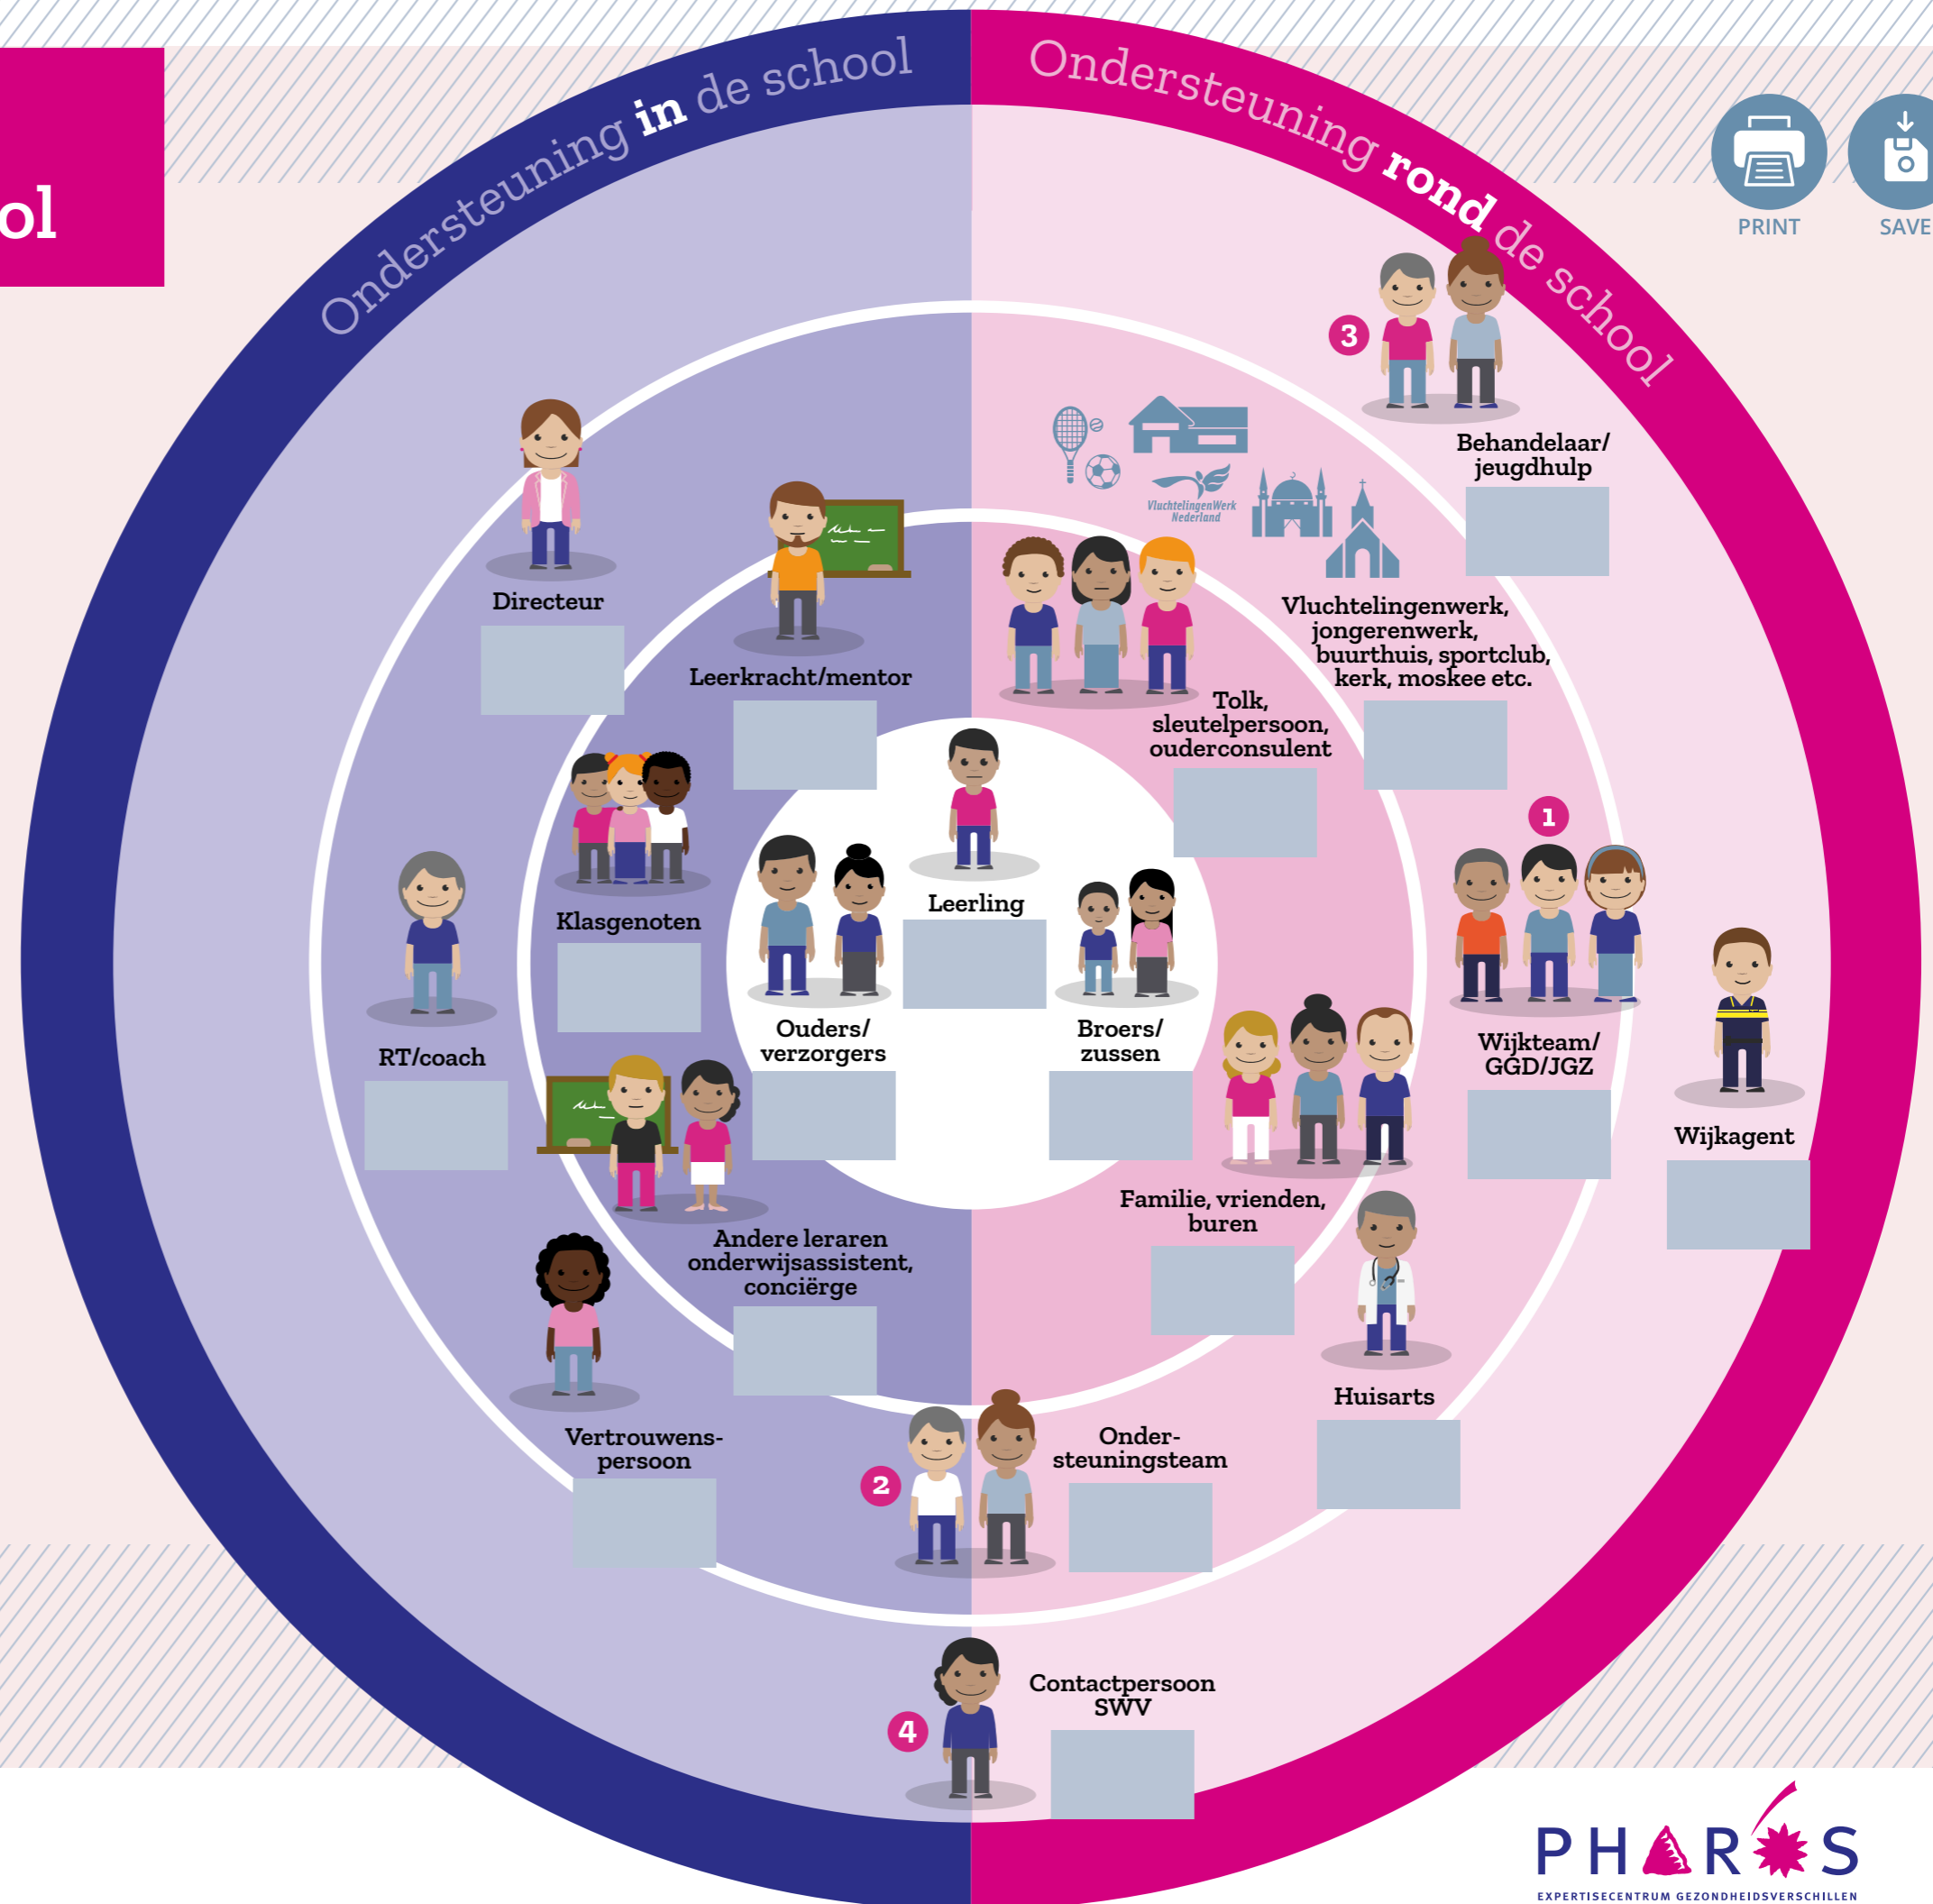 ol
Ondersteuning in de school
Ondersteuning rond de school
PRINT
SAVE
3
Behandelaar/
jeugdhulp
VluchtelingenWerk
Nederland
Directeur
Vluchtelingenwerk,
jongerenwerk,
buurthuis, sportclub,
kerk, moskee etc.
Leerkracht/mentor
Tolk,
sleutelpersoon,
ouderconsulent
1
Leerling
Klasgenoten
Ouders/
verzorgers
Broers/
zussen
Wijkteam/
GGD/JGZ
RT/coach
Wijkagent
Familie, vrienden,
buren
Andere leraren
onderwijsassistent,
conciërge
Huisarts
Vertrouwens-
persoon
2
Onder-
steuningsteam
4
Contactpersoon
SWV
PHAROS
EXPERTISECENTRUM GEZONDHEIDSVERSCHILLEN